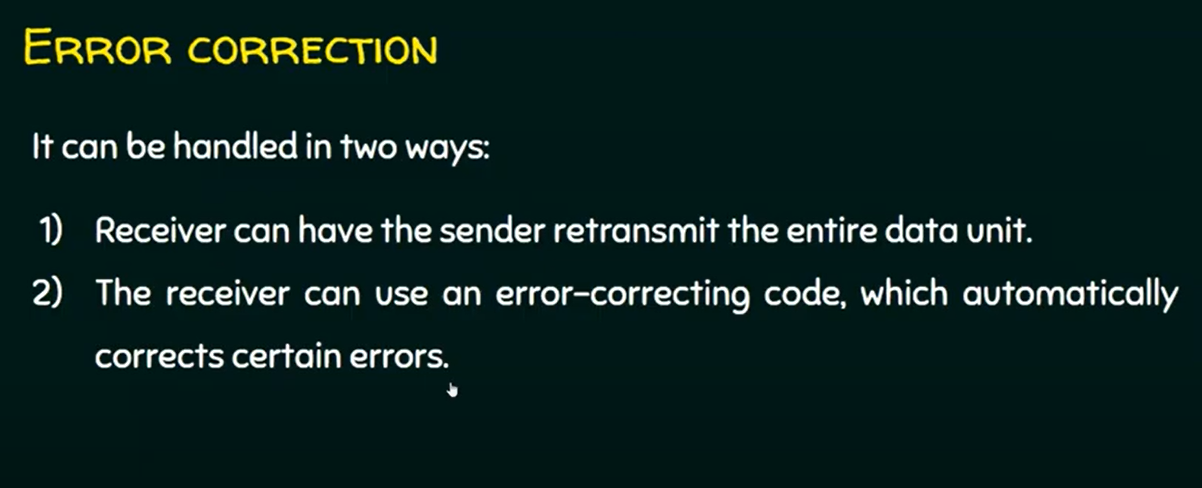 ERROR CORRECTION
It can be handled in two ways:
1) Receiver can have the sender retransmit the entire data unit.
2) The receiver can use an error-correcting code, which automatically
corrects certain errors.